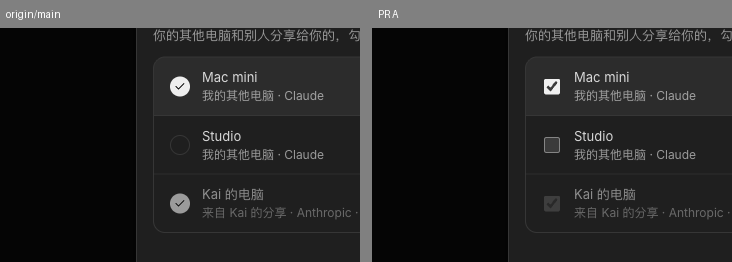 origin/main
你的其他电脑和别人分享给你的，勾
Mac mini
我的其他电脑 · Claude
Studio
我的其他电脑 · Claude
Kai 的电脑
来自 Kai 的分享 · Anthropic ·
PRA
你的其他电脑和别人分享给你的，勾
Mac mini
我的其他电脑 · Claude
Studio
我的其他电脑 · Claude
Kai 的电脑
来自 Kai 的分享 · Anthropic ·